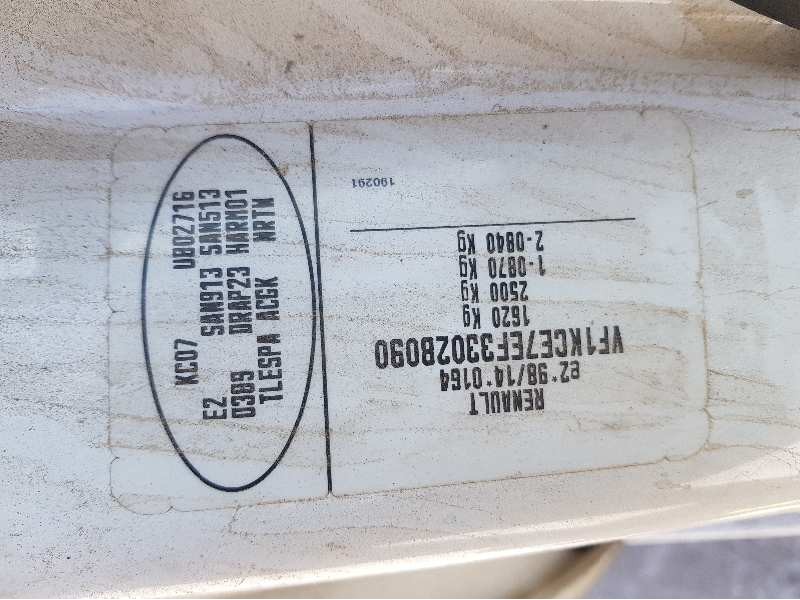 RENAULT
e2*98/14*0164
VF1KCE7EF33028090
1620 Kg
2500 Kg
1-0870 Kg
2-0840 Kg
190291
KC07 U802716
E2 SAN913 SAN513
0389 DRAP23 HARM01
TLESPA ACGK NRTN